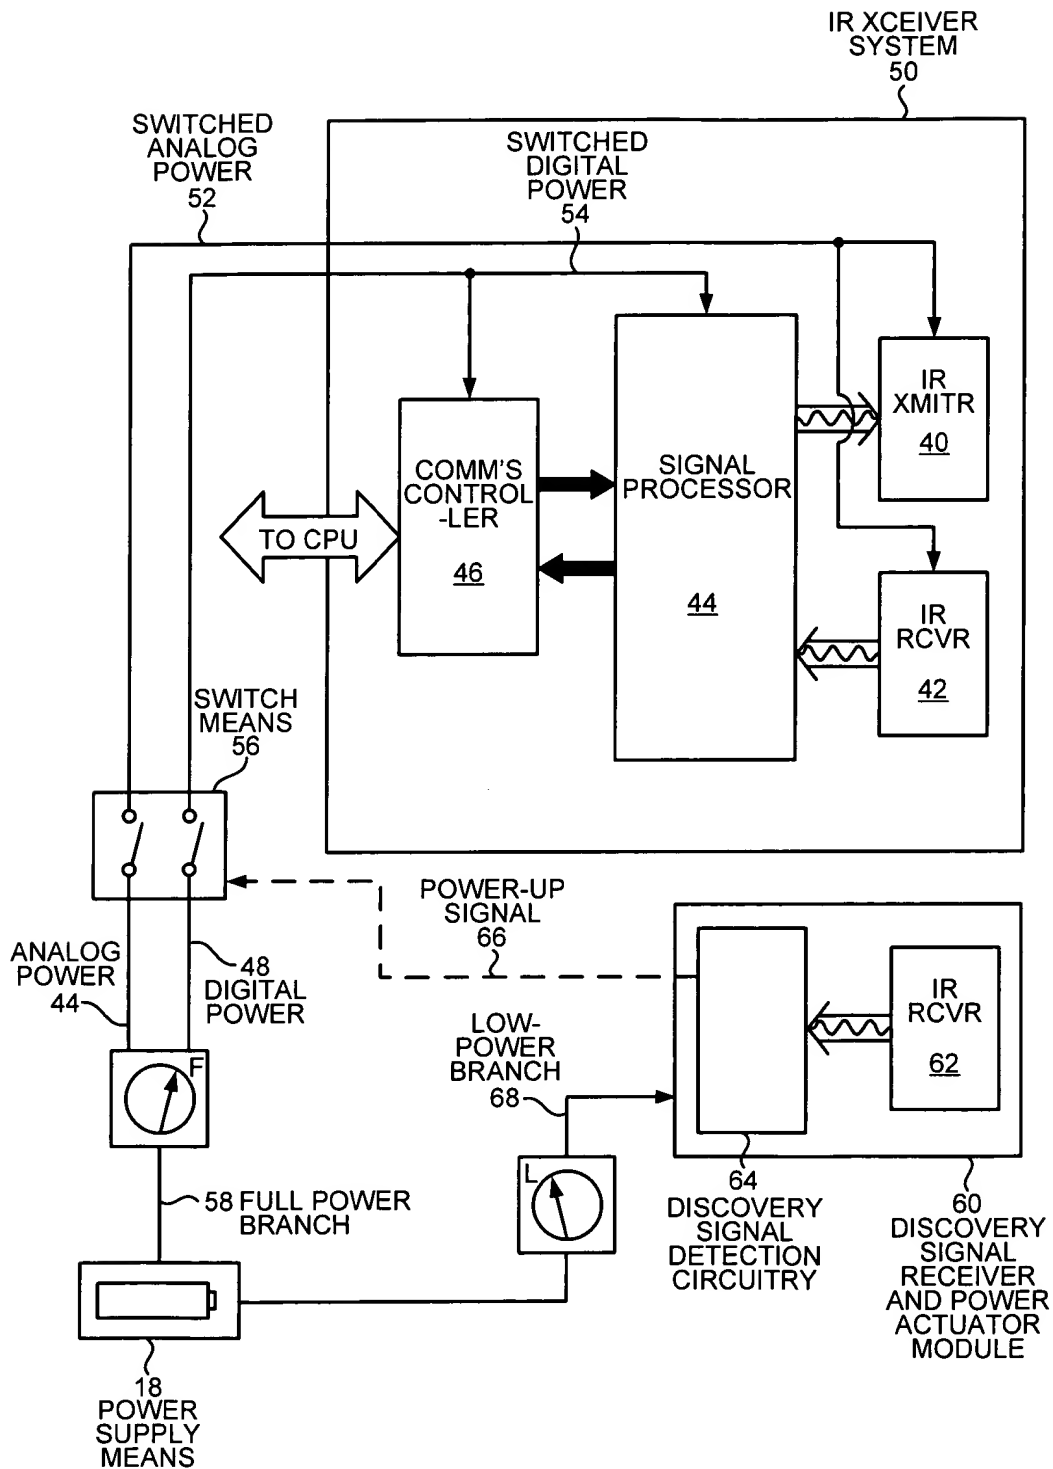 IR XCEIVER
SYSTEM
50
SWITCHED
ANALOG
POWER
52
SWITCHED
DIGITAL
POWER
54
IR
XMITR
40
COMM'S
CONTROL
-LER
46
SIGNAL
PROCESSOR
44
TO CPU
IR
RCVR
42
SWITCH
MEANS
56
POWER-UP
SIGNAL
66
ANALOG
POWER
44
48
DIGITAL
POWER
F
IR
RCVR
62
LOW-
POWER
BRANCH
68
L
58 FULL POWER
BRANCH
64
DISCOVERY
SIGNAL
DETECTION
CIRCUITRY
60
DISCOVERY
SIGNAL
RECEIVER
AND POWER
ACTUATOR
MODULE
18
POWER
SUPPLY
MEANS